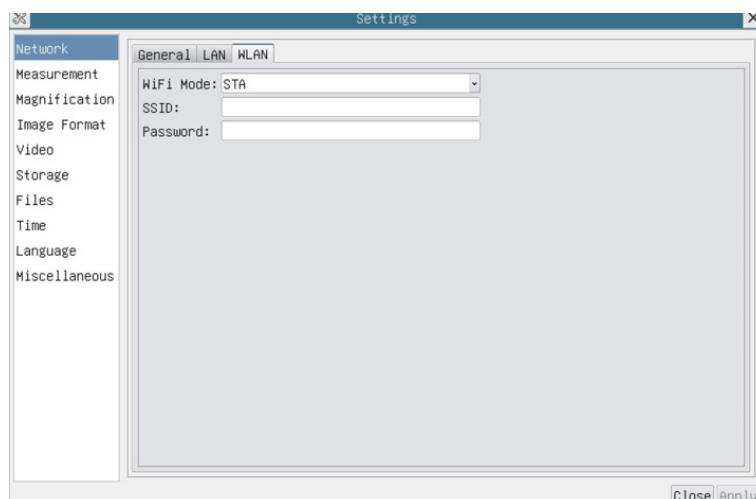 Settings
Network
Measurement
Magnification
Image Format
Video
Storage
Files
Time
Language
Miscellaneous
General LAN WLAN
WiFi Mode: STA
SSID:
Password:
Close Apply